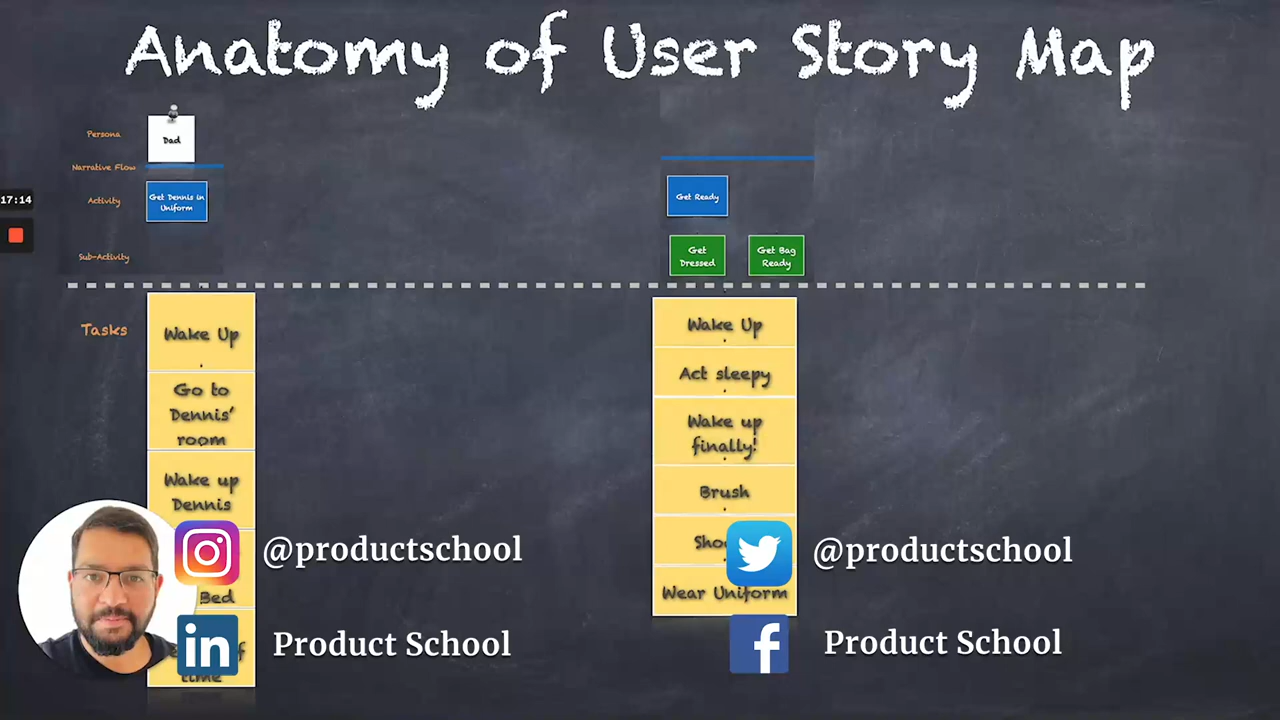 Anatomy of User Story Map
Persona
Dad
Narrative Flow
17:14
Activity
Get Dennis in
Uniform
Get Ready
Sub-Activity
Get
Dressed
Get Bag
Ready
Tasks
Wake Up
Go to
Dennis'
room
Wake up
Dennis
Bed
time
Wake Up
Act sleepy
Wake up
finally!
Brush
Wear Uniform
@productschool
@productschool
in
Product School
f
Product School